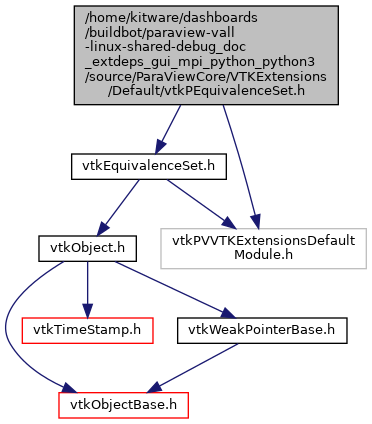 /home/kitware/dashboards
/buildbot/paraview-vall
-linux-shared-debug_doc
_extdeps_gui_mpi_python_python3
/source/ParaViewCore/VTKExtensions
/Default/vtkPEquivalenceSet.h
vtkEquivalenceSet.h
vtkObject.h
vtkPVVTKExtensionsDefault
Module.h
vtkTimeStamp.h
vtkWeakPointerBase.h
vtkObjectBase.h